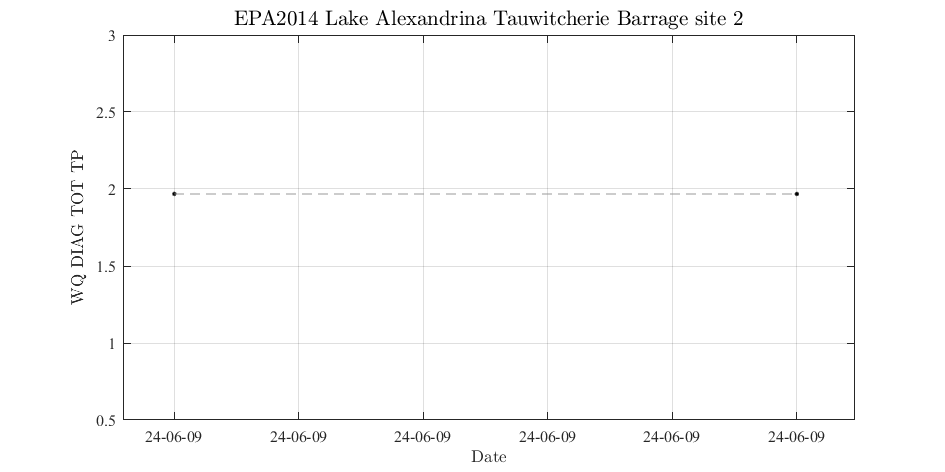 EPA2014 Lake Alexandrina Tauwitcherie Barrage site 2
3
2.5
2
1.5
1
0.5
WQ DIAG TOT TP
24-06-09 24-06-09 24-06-09 24-06-09 24-06-09 24-06-09
Date